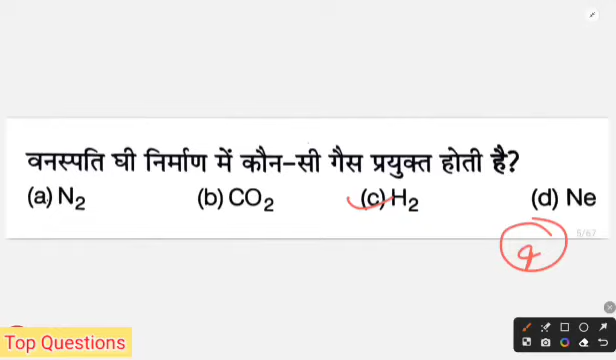 वनस्पति घी निर्माण में कौन-सी गैस प्रयुक्त होती है?
(a) N₂ (b) CO₂ (c) H₂ (d) Ne
5/67
Top Questions